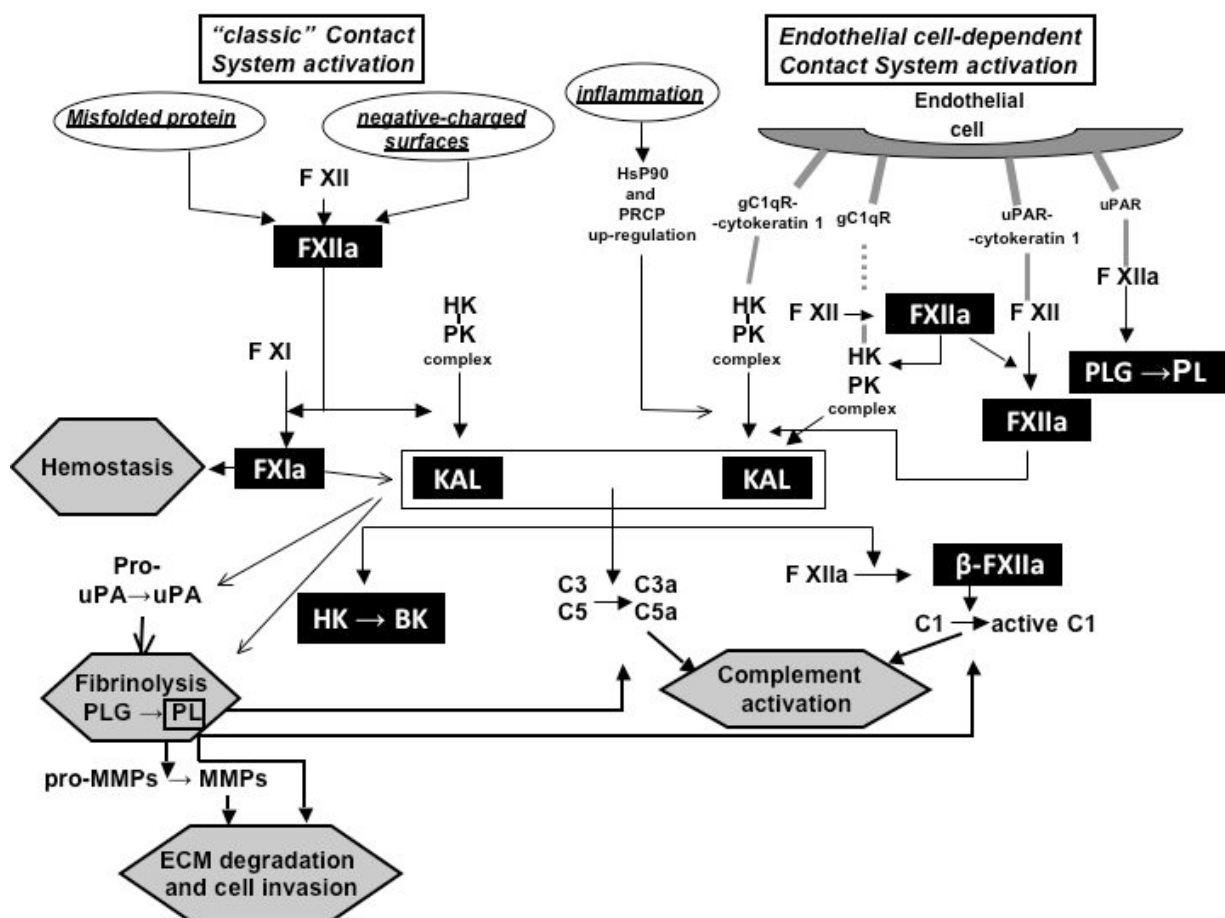 “classic” Contact
System activation
Endothelial cell-dependent
Contact System activation
Misfolded protein
negative-charged
surfaces
inflammation
Endothelial
cell
F XII
FXIIa
HsP90
and
PRCP
up-regulation
gC1qR-
-cytokeratin 1
gC1qR
uPAR-
-cytokeratin 1
uPAR
F XIIa
HK
PK
complex
HK
PK
complex
F XII
FXIIa
F XII
HK
PK
complex
PLG → PL
FXIIa
F XI
Hemostasis
FXIa
KAL
KAL
Pro-
uPA→uPA
HK → BK
C3
C5
C3a
C5a
F XIIa
β-FXIIa
C1
active C1
Fibrinolysis
PLG → PL
Complement
activation
pro-MMPs → MMPs
ECM degradation
and cell invasion